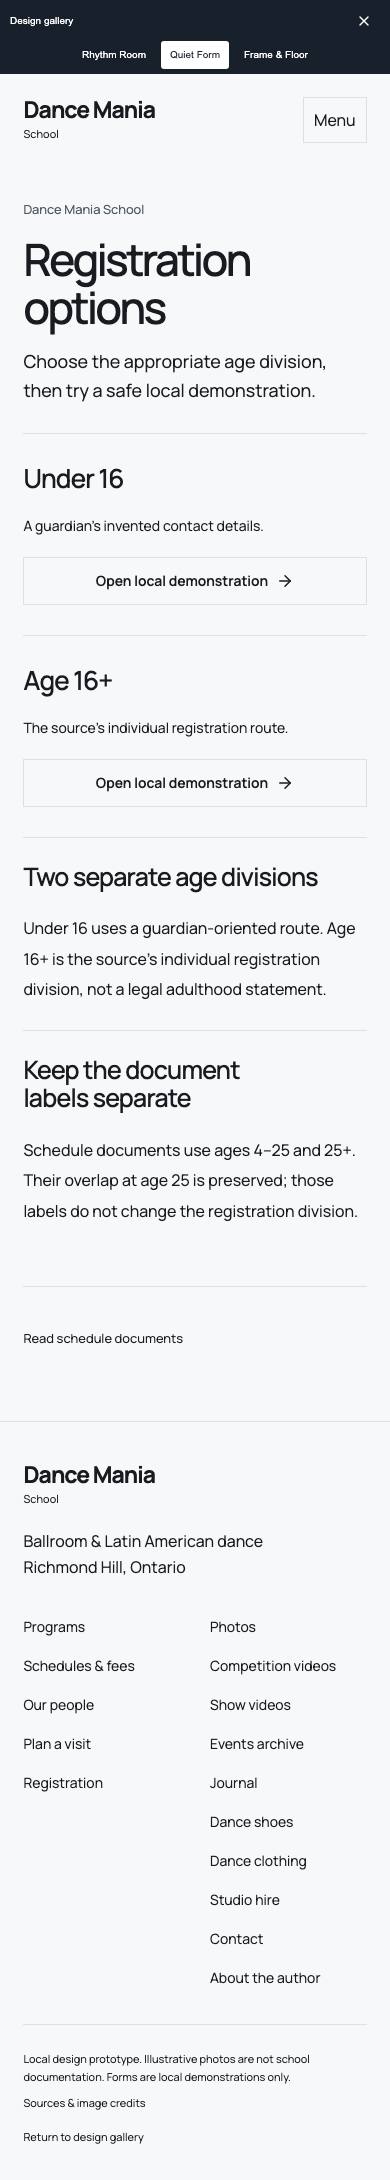 Design gallery
Rhythm Room
Quiet Form
Frame & Floor
Dance Mania
School
Menu
Dance Mania School
Registration
options
Choose the appropriate age division,
then try a safe local demonstration.
Under 16
A guardian's invented contact details.
Open local demonstration
Age 16+
The source's individual registration route.
Open local demonstration
Two separate age divisions
Under 16 uses a guardian-oriented route. Age
16+ is the source's individual registration
division, not a legal adulthood statement.
Keep the document
labels separate
Schedule documents use ages 4–25 and 25+.
Their overlap at age 25 is preserved; those
labels do not change the registration division.
Read schedule documents
Dance Mania
School
Ballroom & Latin American dance
Richmond Hill, Ontario
Programs
Schedules & fees
Our people
Plan a visit
Registration
Photos
Competition videos
Show videos
Events archive
Journal
Dance shoes
Dance clothing
Studio hire
Contact
About the author
Local design prototype. Illustrative photos are not school
documentation. Forms are local demonstrations only.
Sources & image credits
Return to design gallery